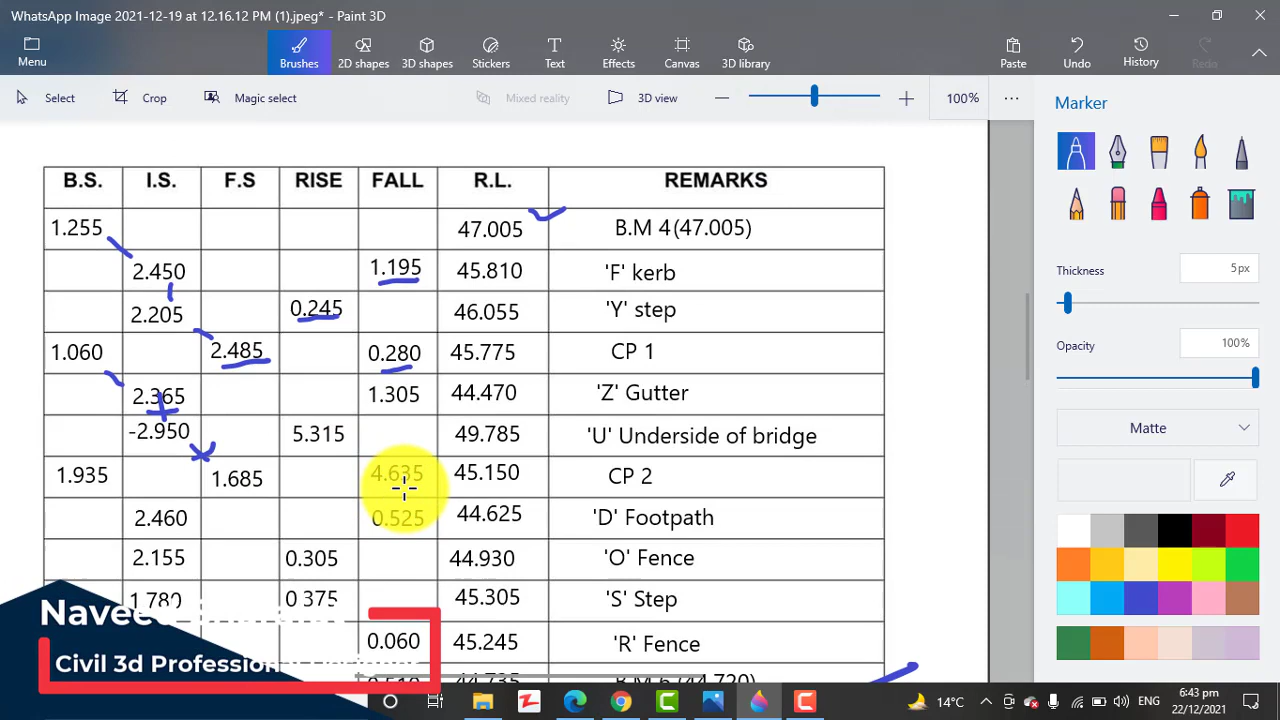 WhatsApp Image 2021-12-19 at 12.16.12 PM (1).jpeg* - Paint 3D
Menu
Brushes
2D shapes
3D shapes
Stickers
Text
Effects
Canvas
3D library
Paste
Undo
History
Redo
Select
Crop
Magic select
Mixed reality
3D view
100%
Marker
Thickness
5px
Opacity
100%
Matte
B.S. I.S. F.S RISE FALL R.L. REMARKS
1.255 47.005 B.M 4(47.005)
2.450 1.195 45.810 'F' kerb
2.205 0.245 46.055 'Y' step
1.060 2.485 0.280 45.775 CP 1
2.365 1.305 44.470 'Z' Gutter
-2.950 5.315 49.785 'U' Underside of bridge
1.935 1.685 4.635 45.150 CP 2
2.460 0.525 44.625 'D' Footpath
2.155 0.305 44.930 'O' Fence
1.780 0.375 45.305 'S' Step
0.060 45.245 'R' Fence
44.735 B.M 6 (44.720)
Naveed
Civil 3d Professional
14°C
ENG
6:43 pm
22/12/2021